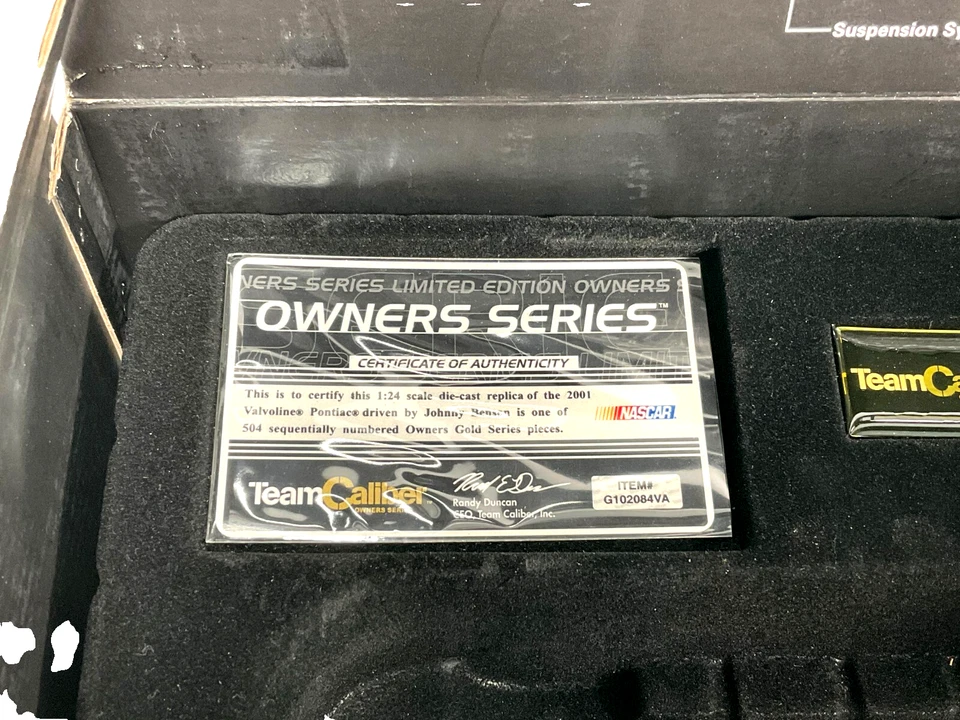 Suspension Sy
NERS SERIES LIMITED EDITION OWNERS S
OWNERS SERIES™
CERTIFICATE OF AUTHENTICITY
This is to certify this 1:24 scale die-cast replica of the 2001
Valvoline® Pontiac® driven by Johnny Benson is one of
504 sequentially numbered Owners Gold Series pieces.
NASCAR
TeamCaliber™
OWNERS SERIES
Randy Duncan
CEO, Team Caliber, Inc.
ITEM#
G102084VA
TeamCa